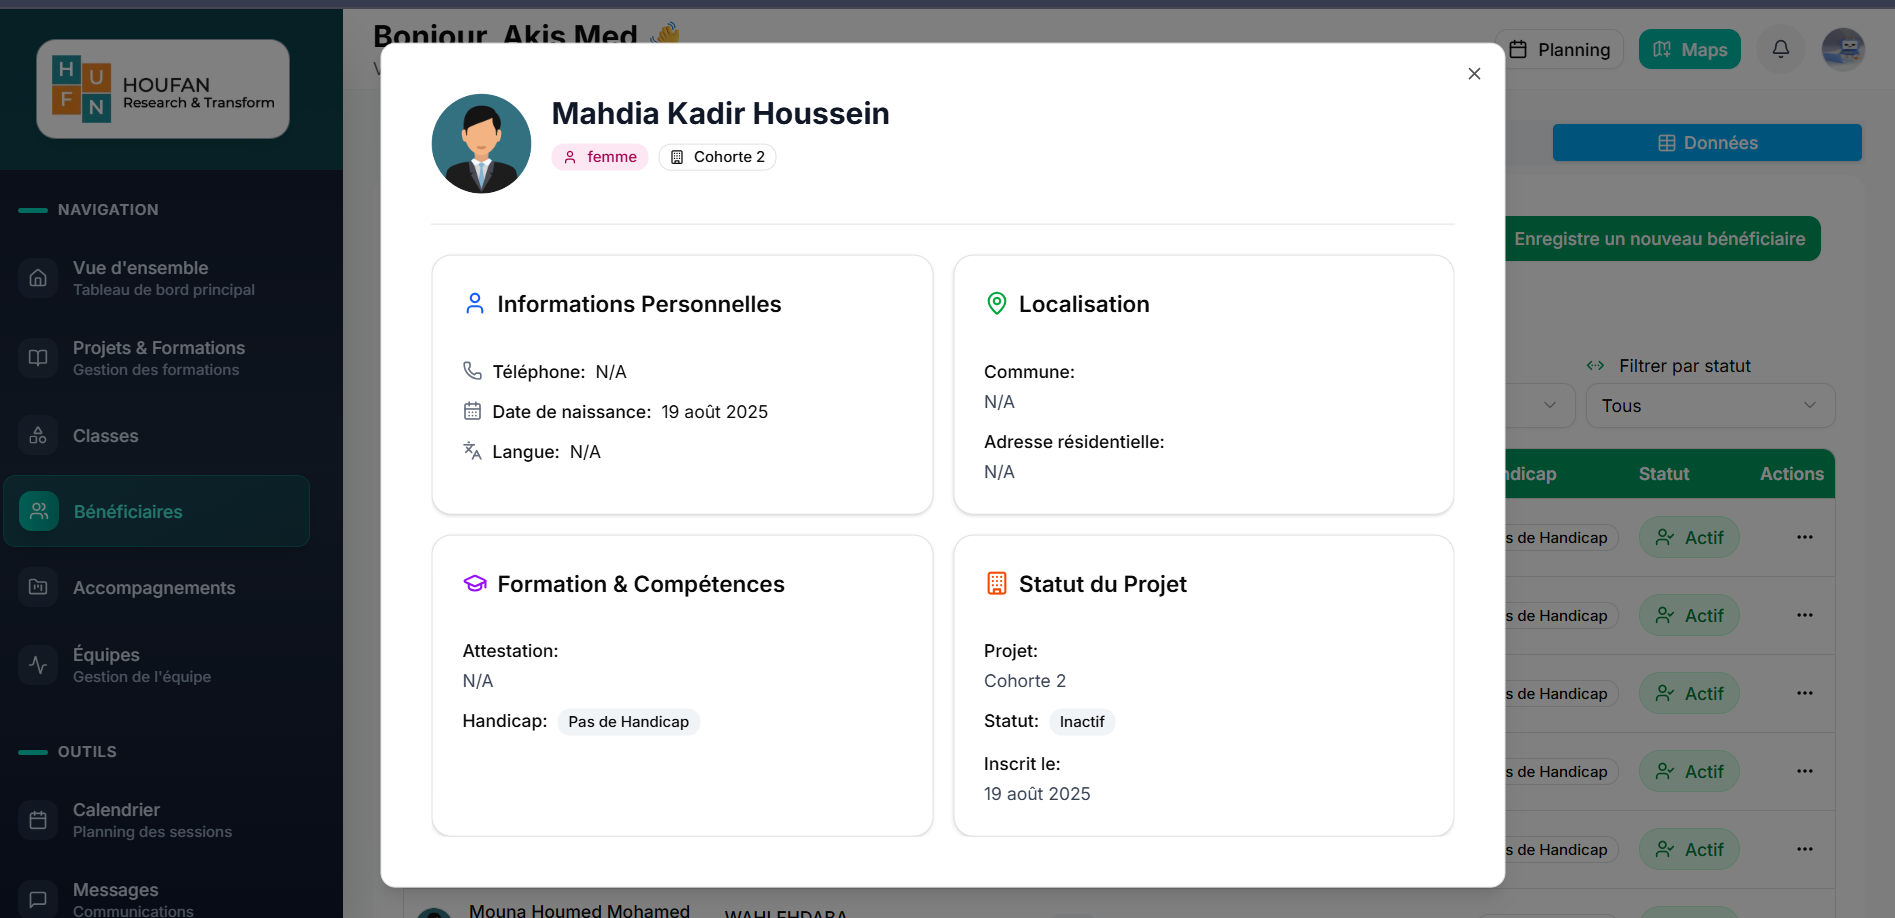 HUFN
HOUFAN
Research & Transform
NAVIGATION
Vue d'ensemble
Tableau de bord principal
Projets & Formations
Gestion des formations
Classes
Bénéficiaires
Accompagnements
Équipes
Gestion de l'équipe
OUTILS
Calendrier
Planning des sessions
Messages
Communications
Bonjour, Akis Med 👋
Planning
Maps
Données
Enregistre un nouveau bénéficiaire
Filtrer par statut
Tous
Statut
Actions
Actif
Actif
Actif
Actif
Actif
s de Handicap
s de Handicap
s de Handicap
s de Handicap
s de Handicap
Mahdia Kadir Houssein
femme
Cohorte 2
Informations Personnelles
Téléphone: N/A
Date de naissance: 19 août 2025
Langue: N/A
Localisation
Commune:
N/A
Adresse résidentielle:
N/A
Formation & Compétences
Attestation:
N/A
Handicap: Pas de Handicap
Statut du Projet
Projet:
Cohorte 2
Statut: Inactif
Inscrit le:
19 août 2025
Mouna Houmed Mohamed